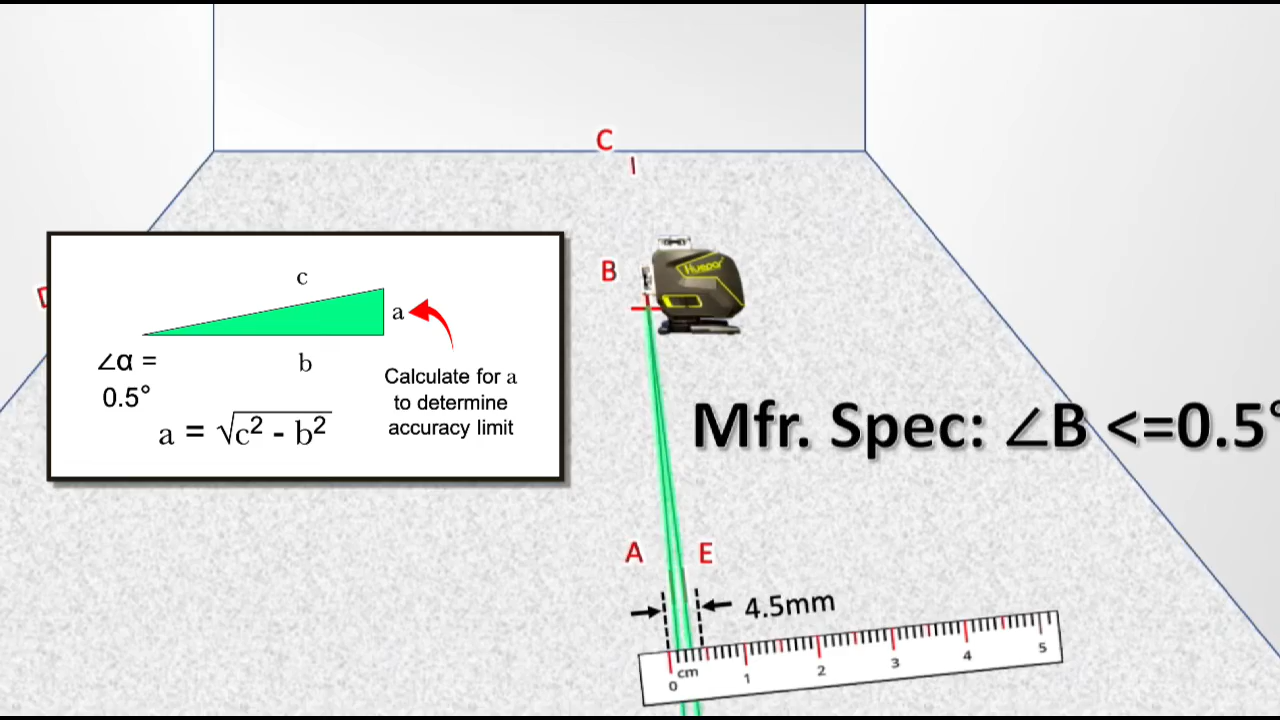 C
D
B
Huepar
c
a
∠α =
0.5°
b
Calculate for a
to determine
accuracy limit
a = √c² - b²
Mfr. Spec: ∠B <=0.5°
A
E
4.5mm
cm
0 1 2 3 4 5